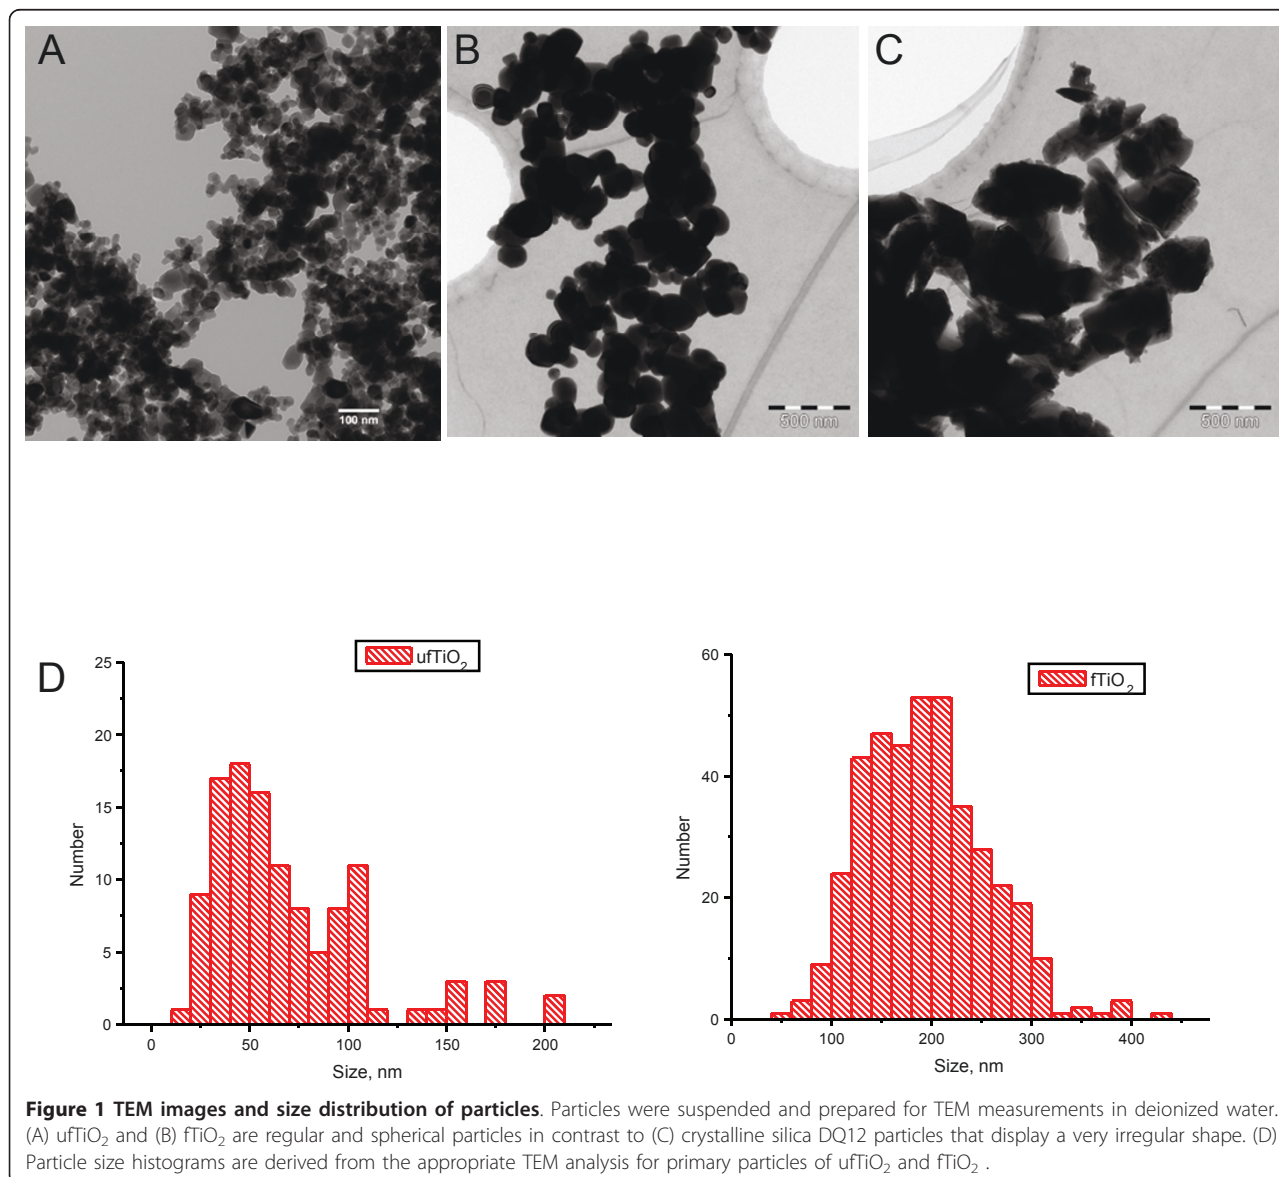 A
B
C
100 nm
500 nm
500 nm
D
ufTiO₂
25
20
15
10
5
0
Number
0 50 100 150 200
Size, nm
fTiO₂
60
40
20
0
Number
0 100 200 300 400
Size, nm
Figure 1 TEM images and size distribution of particles. Particles were suspended and prepared for TEM measurements in deionized water.
(A) ufTiO₂ and (B) fTiO₂ are regular and spherical particles in contrast to (C) crystalline silica DQ12 particles that display a very irregular shape. (D)
Particle size histograms are derived from the appropriate TEM analysis for primary particles of ufTiO₂ and fTiO₂ .